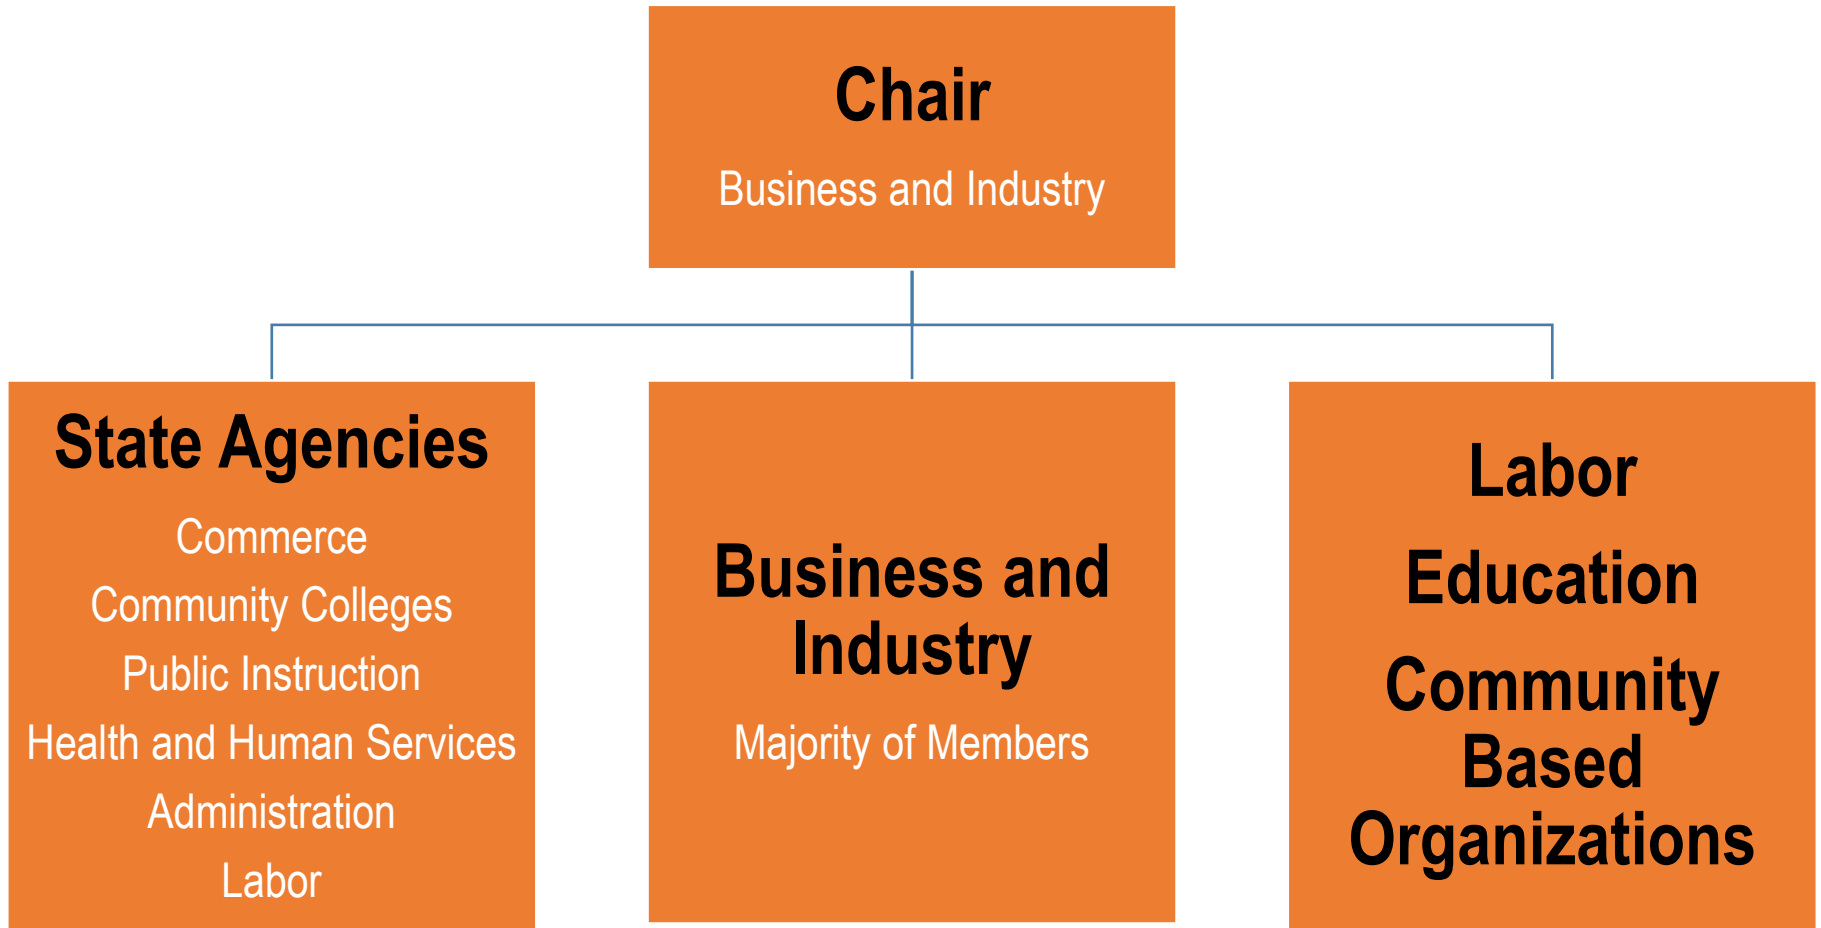 Chair
Business and Industry
State Agencies
Commerce
Community Colleges
Public Instruction
Health and Human Services
Administration
Labor
Business and
Industry
Majority of Members
Labor
Education
Community
Based
Organizations